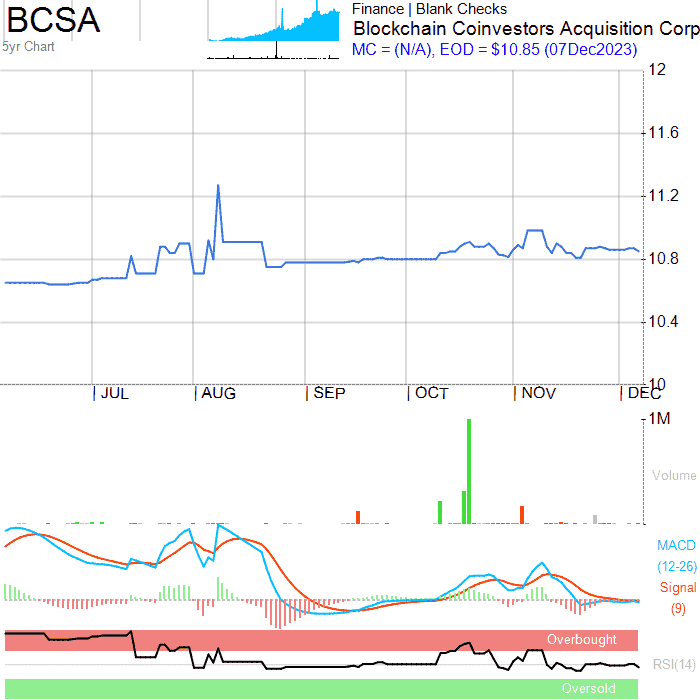 BCSA
5yr Chart
Finance | Blank Checks
Blockchain Coinvestors Acquisition Corp
MC = (N/A), EOD = $10.85 (07Dec2023)
12
11.6
11.2
10.8
10.4
10
JUL AUG SEP OCT NOV DEC
1M
Volume
MACD
(12-26)
Signal
(9)
Overbought
RSI(14)
Oversold